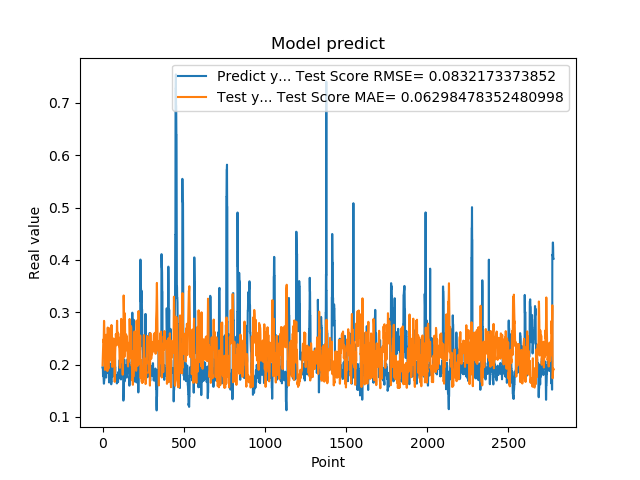 Model predict
Predict y... Test Score RMSE= 0.0832173373852
Test y... Test Score MAE= 0.06298478352480998
Real value
0.7
0.6
0.5
0.4
0.3
0.2
0.1
0 500 1000 1500 2000 2500
Point